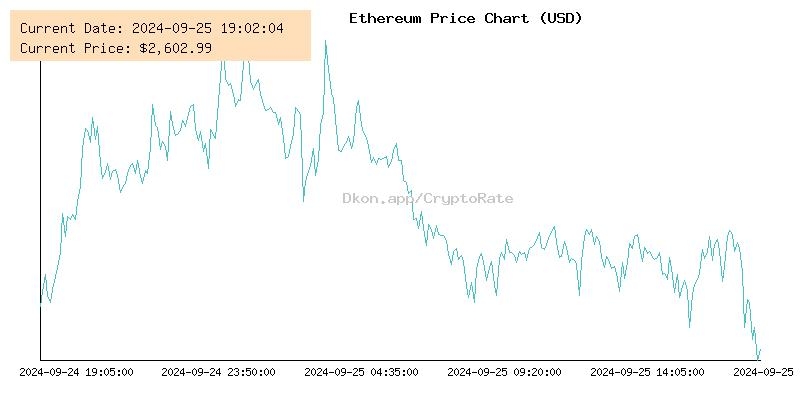 Ethereum Price Chart (USD)
Current Date: 2024-09-25 19:02:04
Current Price: $2,602.99
Dkon.app/CryptoRate
2024-09-24 19:05:00 2024-09-24 23:50:00 2024-09-25 04:35:00 2024-09-25 09:20:00 2024-09-25 14:05:00 2024-09-25